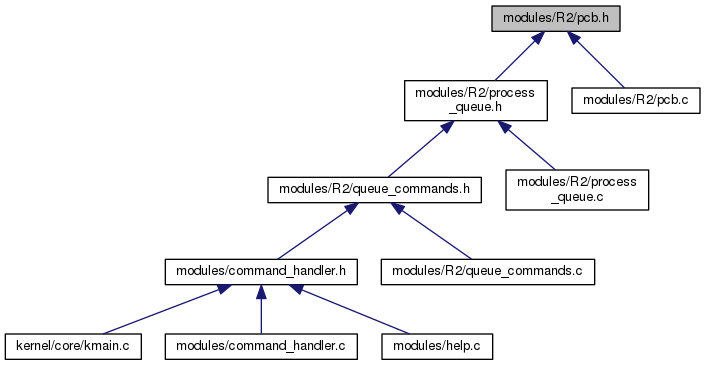 modules/R2/pcb.h
modules/R2/process
_queue.h
modules/R2/pcb.c
modules/R2/queue_commands.h
modules/R2/process
_queue.c
modules/command_handler.h
modules/R2/queue_commands.c
kernel/core/kmain.c
modules/command_handler.c
modules/help.c